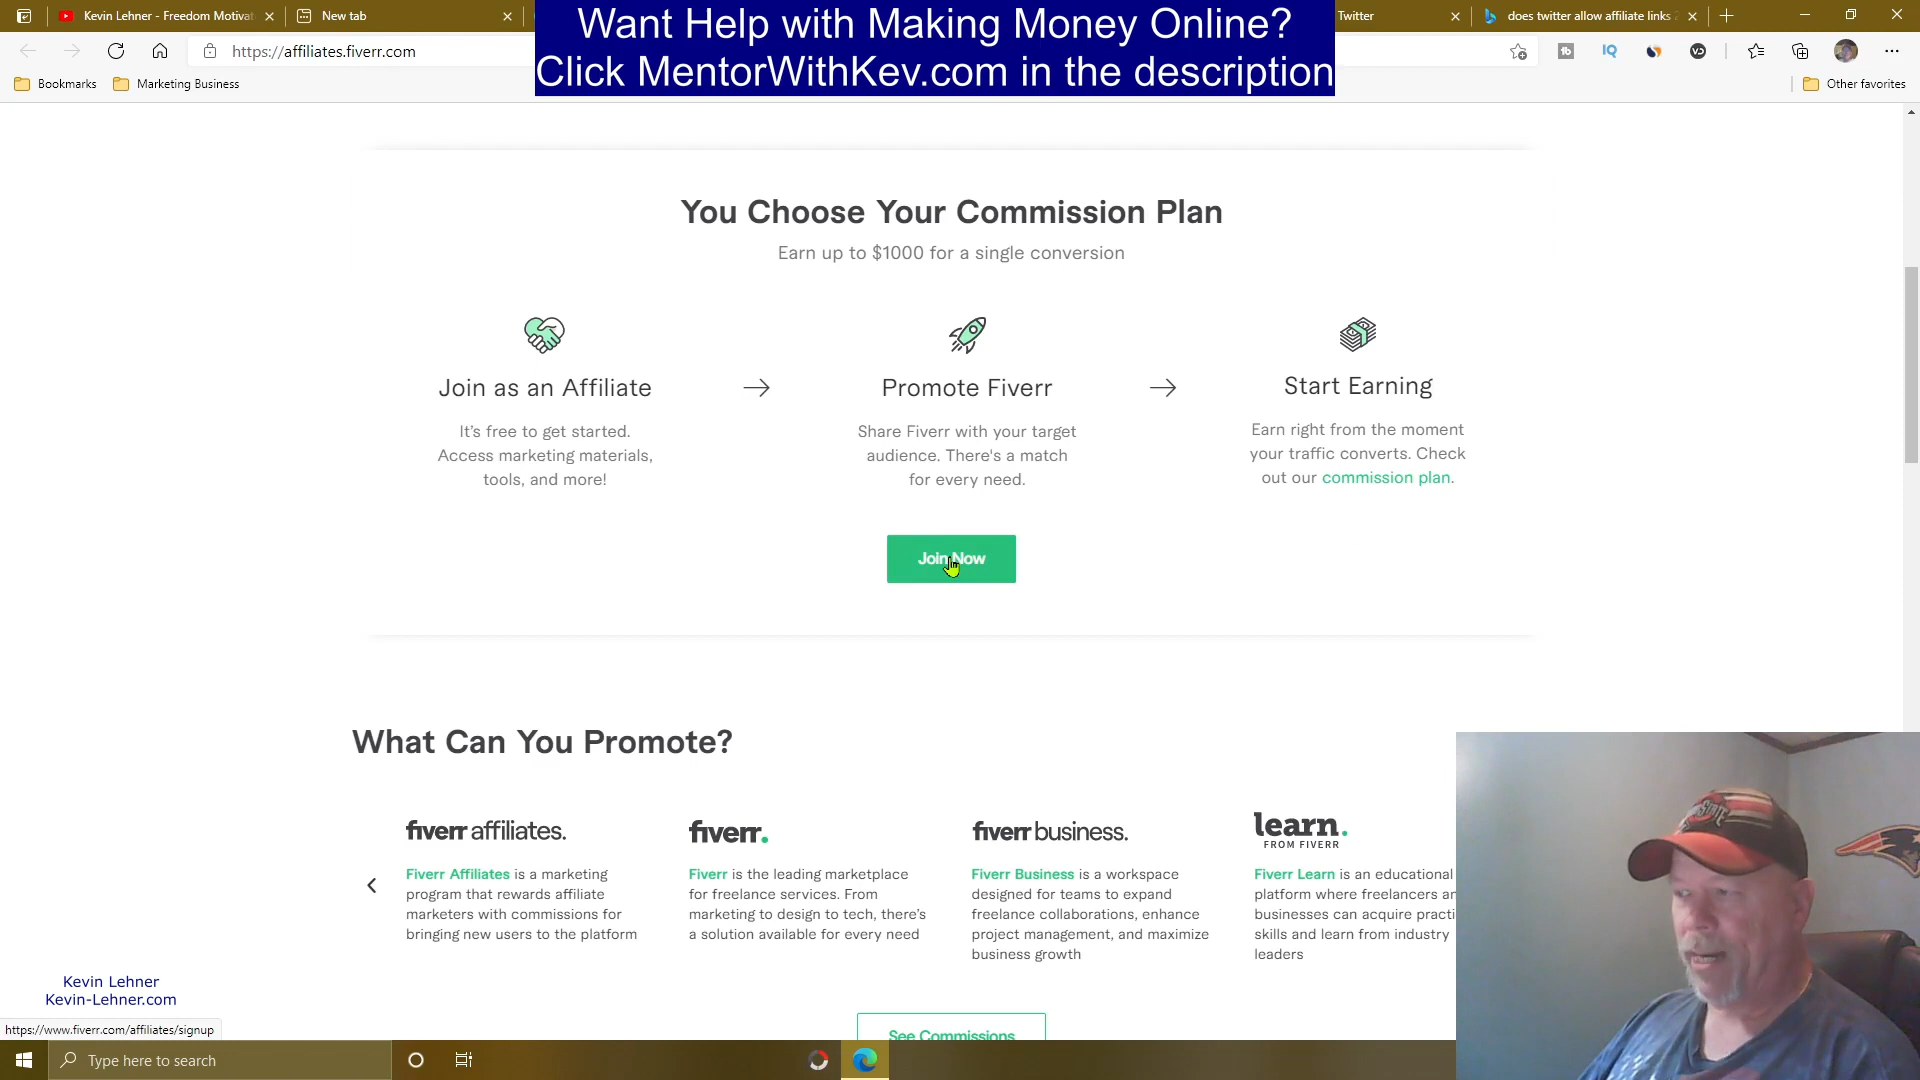 Kevin Lehner - Freedom Motivat
New tab
Twitter
does twitter allow affiliate links
Want Help with Making Money Online?
Click MentorWithKev.com in the description
https://affiliates.fiverr.com
Bookmarks
Marketing Business
Other favorites
You Choose Your Commission Plan
Earn up to $1000 for a single conversion
Join as an Affiliate
It's free to get started.
Access marketing materials,
tools, and more!
Promote Fiverr
Share Fiverr with your target
audience. There's a match
for every need.
Start Earning
Earn right from the moment
your traffic converts. Check
out our commission plan.
Join Now
What Can You Promote?
fiverr affiliates.
Fiverr Affiliates is a marketing
program that rewards affiliate
marketers with commissions for
bringing new users to the platform
fiverr.
Fiverr is the leading marketplace
for freelance services. From
marketing to design to tech, there's
a solution available for every need
fiverr business.
Fiverr Business is a workspace
designed for teams to expand
freelance collaborations, enhance
project management, and maximize
business growth
learn.
FROM FIVERR
Fiverr Learn is an educational
platform where freelancers an
businesses can acquire practi
skills and learn from industry
leaders
See Commissions
Kevin Lehner
Kevin-Lehner.com
https://www.fiverr.com/affiliates/signup
Type here to search